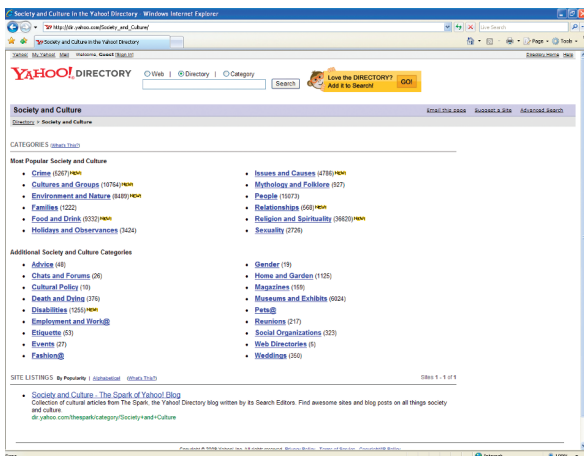 Society and Culture in the Yahoo! Directory - Windows Internet Explorer
http://dir.yahoo.com/Society_and_Culture/
Live Search
Society and Culture in the Yahoo! Directory
Page
Tools
Yahoo! My Yahoo! Mail Welcome, Guest [Sign In]
Directory Home Help
YAHOO! DIRECTORY
Web | Directory | Category
Search
Love the DIRECTORY?
Add it to Search!
GO!
Society and Culture
Email this page Suggest a Site Advanced Search
Directory > Society and Culture
CATEGORIES (What's This?)
Most Popular Society and Culture
Crime (5267) NEW!
Cultures and Groups (10764) NEW!
Environment and Nature (8489) NEW!
Families (1222)
Food and Drink (9332) NEW!
Holidays and Observances (3424)
Issues and Causes (4786) NEW!
Mythology and Folklore (927)
People (15073)
Relationships (668) NEW!
Religion and Spirituality (36820) NEW!
Sexuality (2726)
Additional Society and Culture Categories
Advice (48)
Chats and Forums (26)
Cultural Policy (10)
Death and Dying (376)
Disabilities (1255) NEW!
Employment and Work@
Etiquette (53)
Events (27)
Fashion@
Gender (19)
Home and Garden (1125)
Magazines (169)
Museums and Exhibits (6024)
Pets@
Reunions (217)
Social Organizations (323)
Web Directories (5)
Weddings (350)
SITE LISTINGS By Popularity | Alphabetical (What's This?)
Sites 1 - 1 of 1
Society and Culture - The Spark of Yahoo! Blog
Collection of cultural articles from The Spark, the Yahoo! Directory blog written by its Search Editors. Find awesome sites and blog posts on all things society
and culture.
dir.yahoo.com/thespark/category/Society+and+Culture